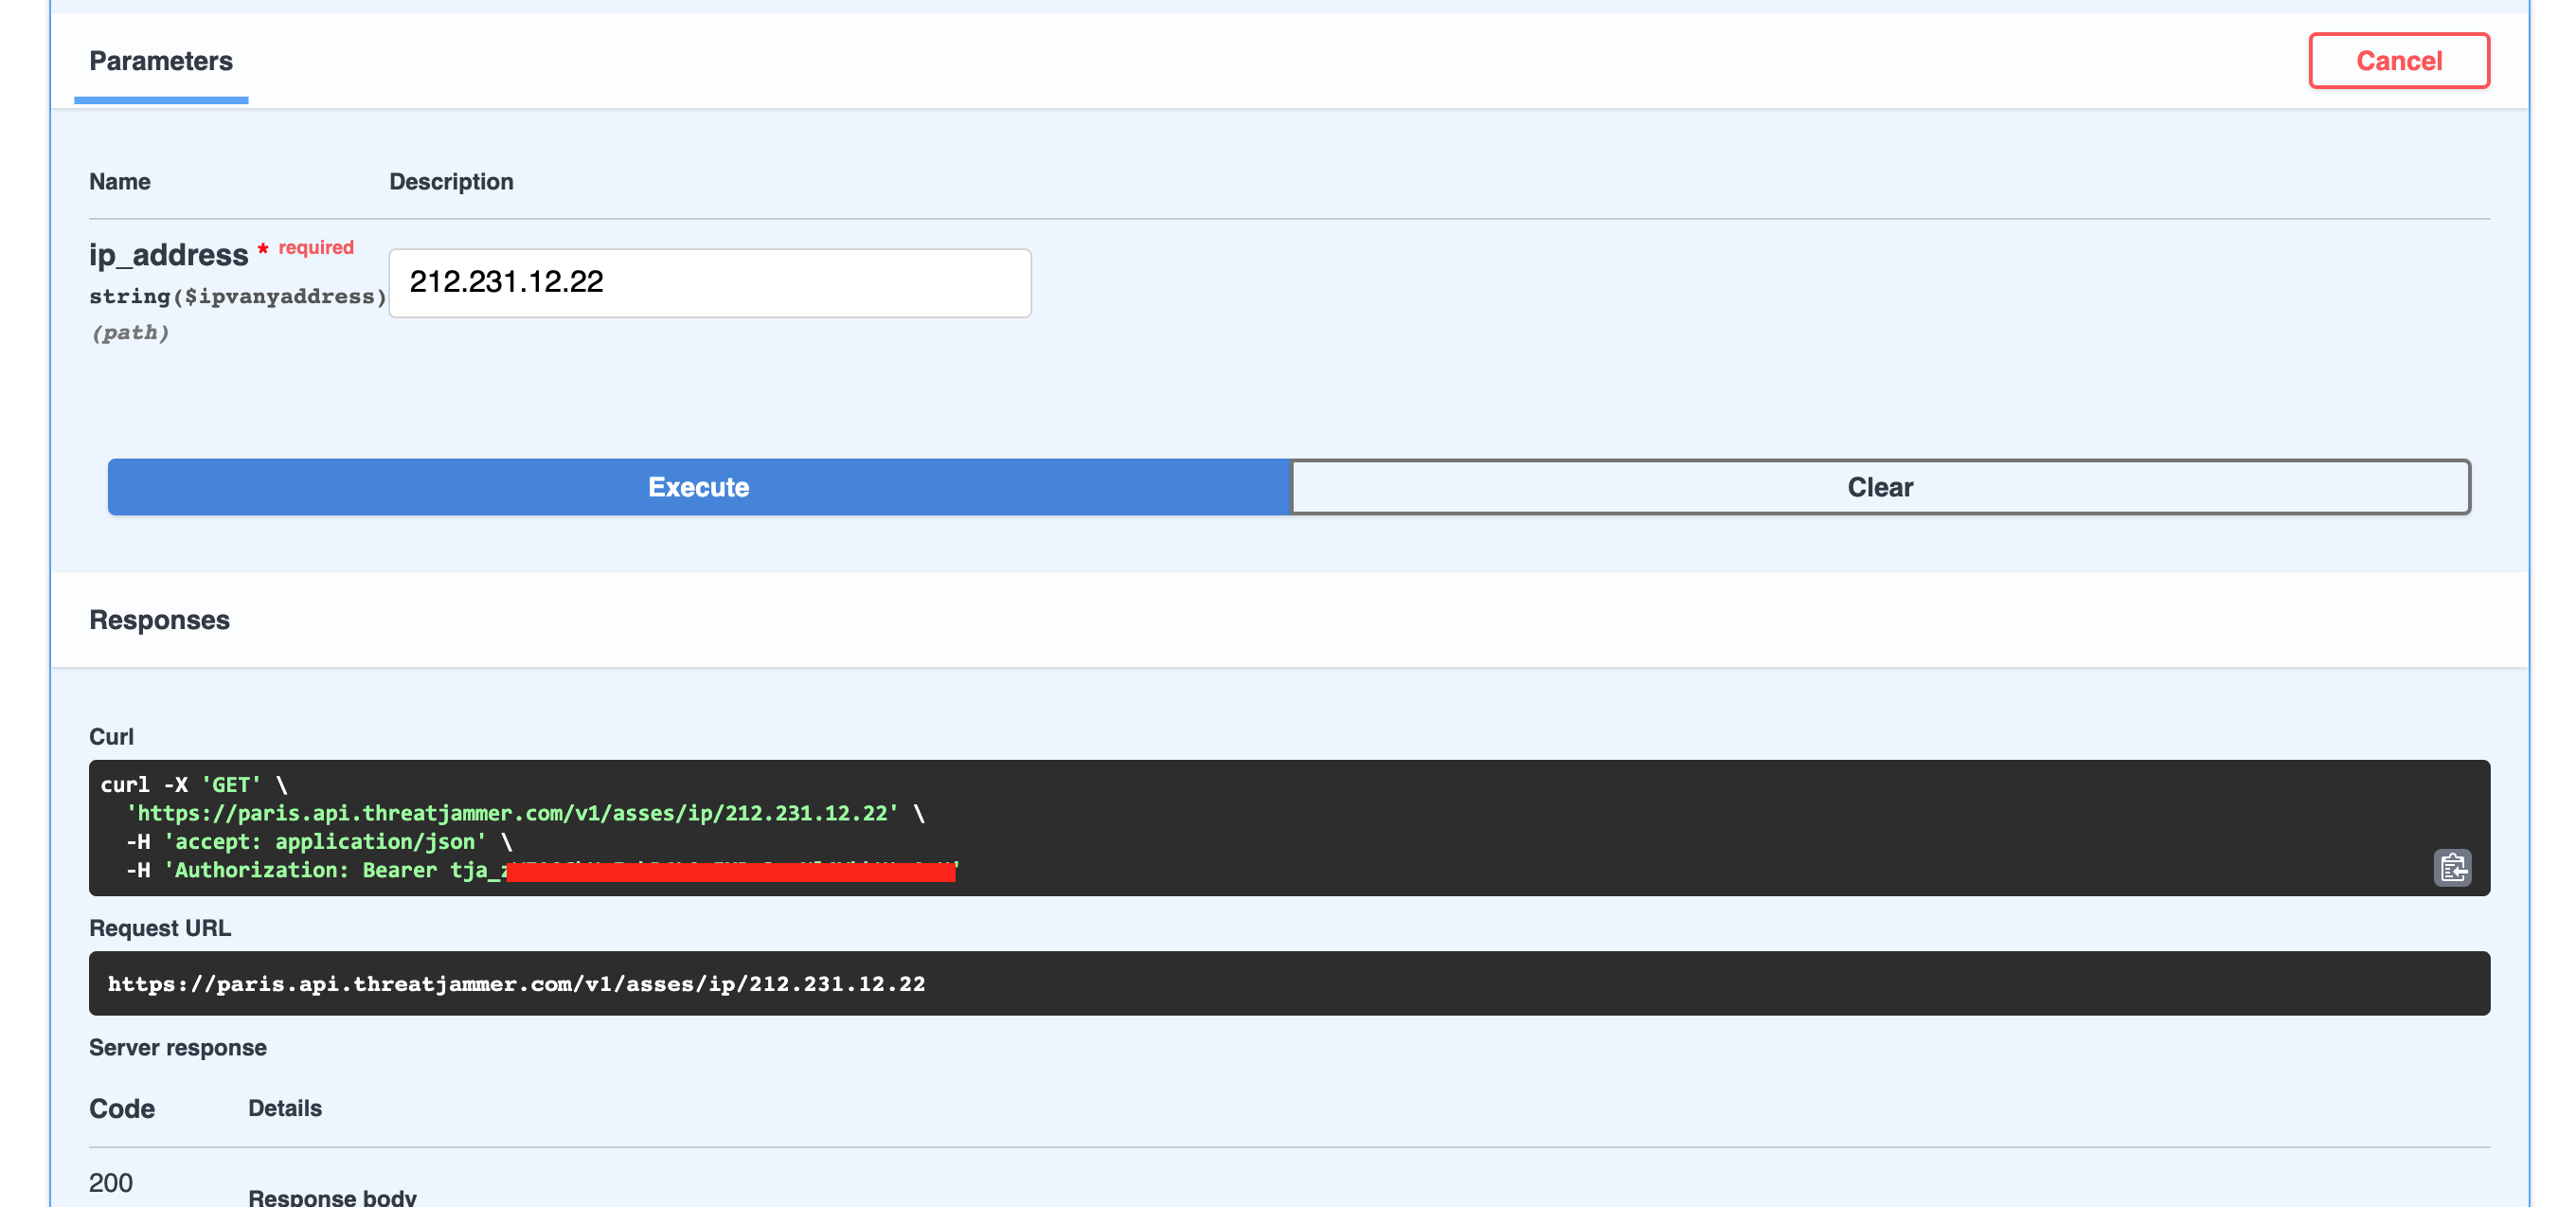 Parameters
Cancel
Name
Description
ip_address * required
string($ipvanyaddress)
(path)
212.231.12.22
Execute
Clear
Responses
Curl
curl -X 'GET' \
'https://paris.api.threatjammer.com/v1/asses/ip/212.231.12.22' \
-H 'accept: application/json' \
-H 'Authorization: Bearer tja_
Request URL
https://paris.api.threatjammer.com/v1/asses/ip/212.231.12.22
Server response
Code
Details
200
Response body